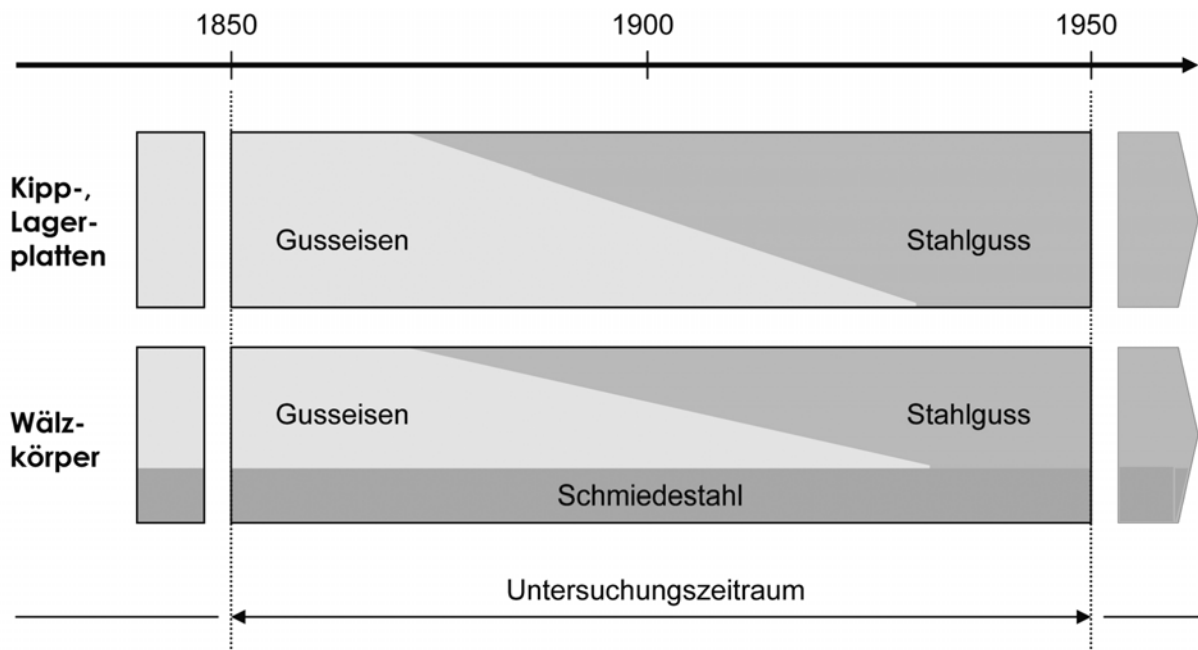 1850 1900 1950
Kipp-,
Lager-
platten
Gusseisen Stahlguss
Wälz-
körper
Gusseisen Stahlguss
Schmiedestahl
Untersuchungszeitraum